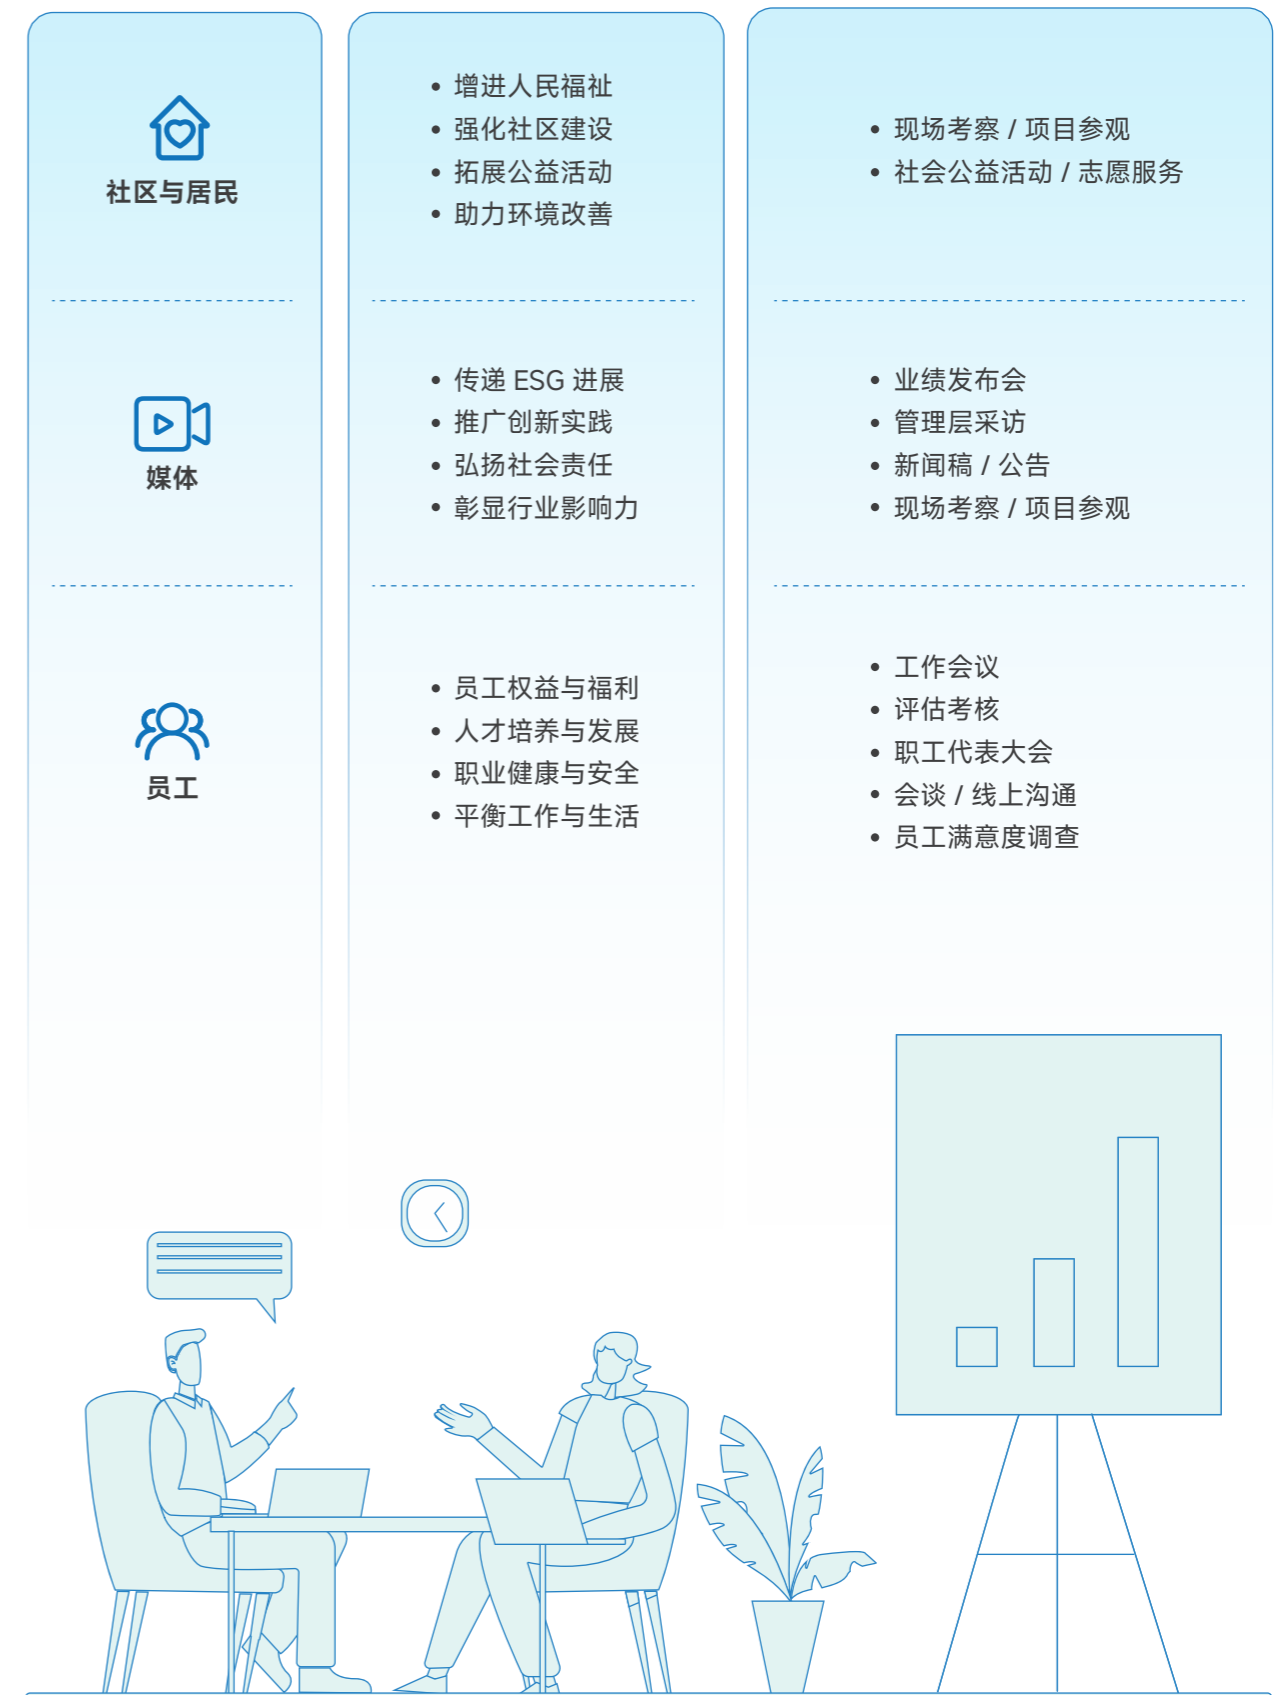 社区与居民
增进人民福祉
强化社区建设
拓展公益活动
助力环境改善
现场考察 / 项目参观
社会公益活动 / 志愿服务
媒体
传递 ESG 进展
推广创新实践
弘扬社会责任
彰显行业影响力
业绩发布会
管理层采访
新闻稿 / 公告
现场考察 / 项目参观
员工
员工权益与福利
人才培养与发展
职业健康与安全
平衡工作与生活
工作会议
评估考核
职工代表大会
会谈 / 线上沟通
员工满意度调查